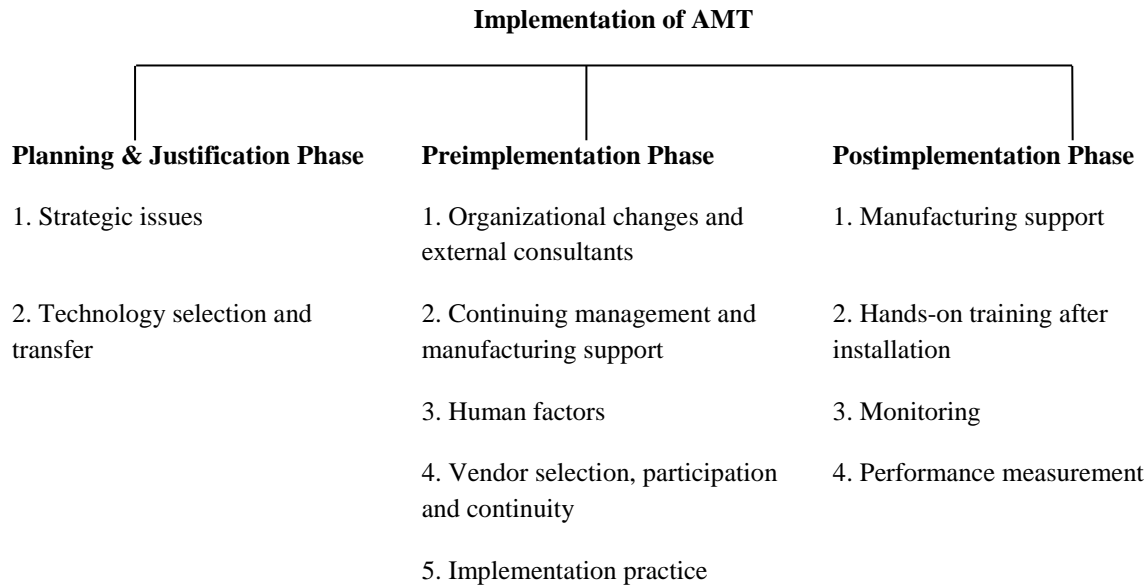 Implementation of AMT
Planning & Justification Phase
1. Strategic issues
2. Technology selection and
transfer
Preimplementation Phase
1. Organizational changes and
external consultants
2. Continuing management and
manufacturing support
3. Human factors
4. Vendor selection, participation
and continuity
5. Implementation practice
Postimplementation Phase
1. Manufacturing support
2. Hands-on training after
installation
3. Monitoring
4. Performance measurement